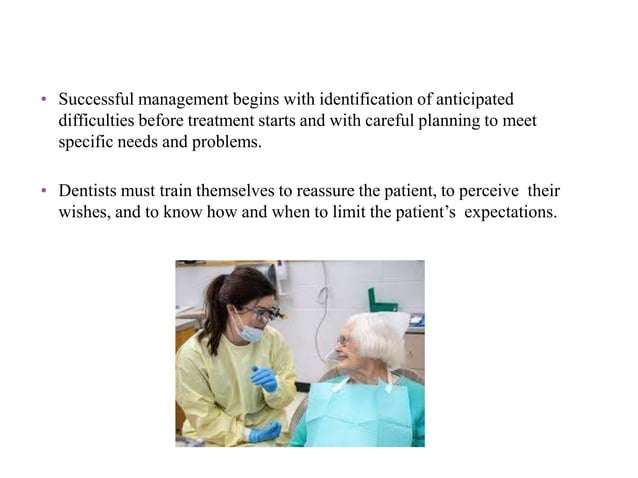 • Successful management begins with identification of anticipated
difficulties before treatment starts and with careful planning to meet
specific needs and problems.
• Dentists must train themselves to reassure the patient, to perceive their
wishes, and to know how and when to limit the patient’s expectations.